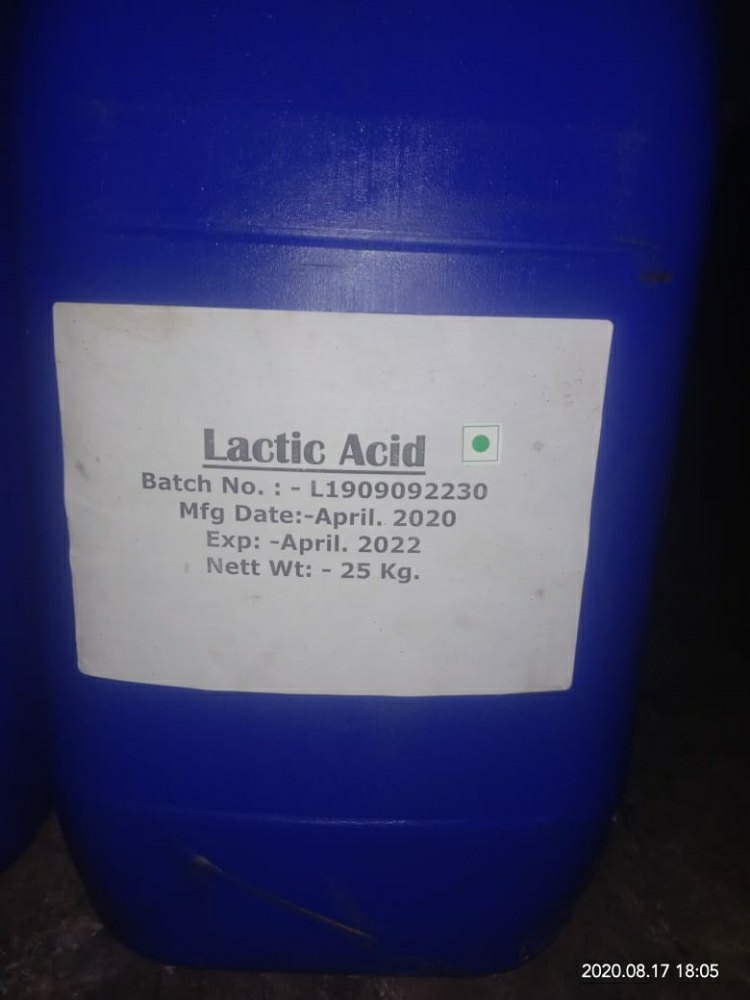 Lactic Acid
Batch No. : - L1909092230
Mfg Date:-April. 2020
Exp: -April. 2022
Nett Wt: - 25 Kg.
2020.08.17 18:05